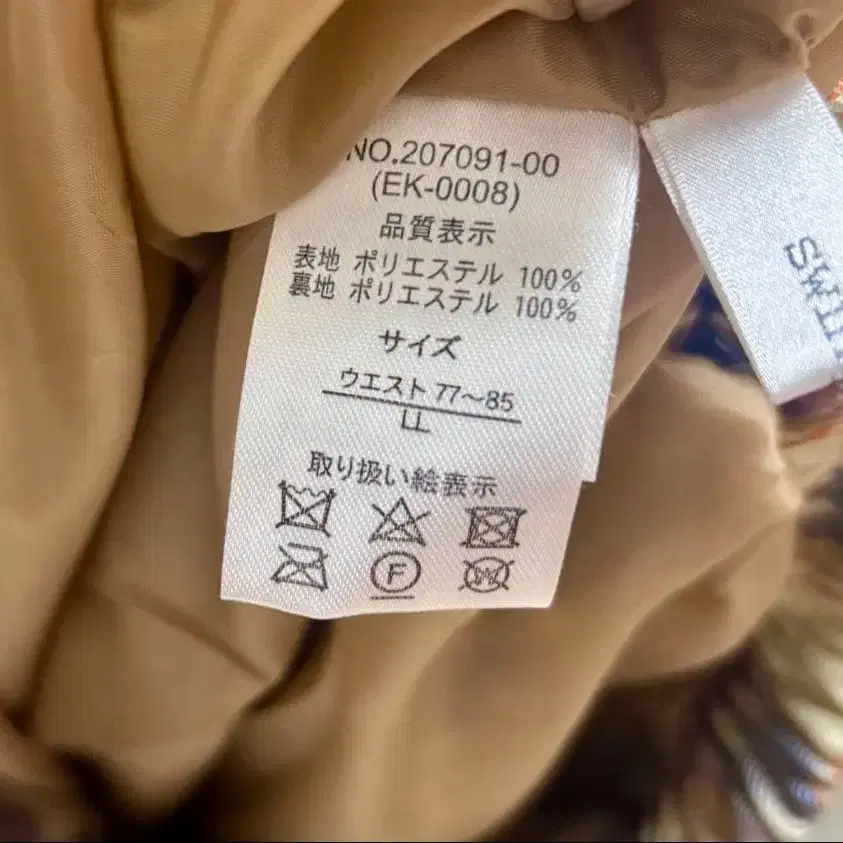 NO.207091-00
(EK-0008)
品質表示
表地 ポリエステル 100%
裏地 ポリエステル 100%
サイズ
ウエスト 77～85
LL
取り扱い絵表示
F
W